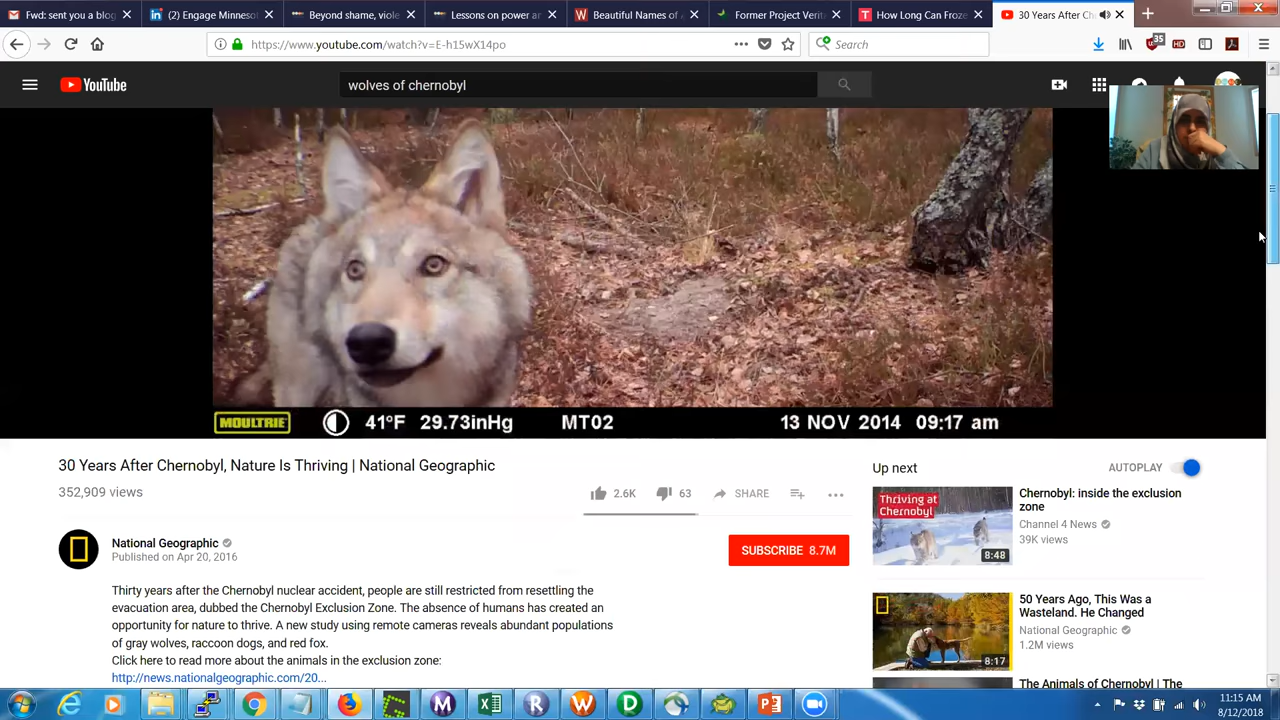 Fwd: sent you a blog
(2) Engage Minnesot
Beyond shame, viole
Lessons on power ar
Beautiful Names of A
Former Project Verit
How Long Can Froze
30 Years After Ch
https://www.youtube.com/watch?v=E-h15wX14po
Search
35
HD
YouTube
wolves of chernobyl
MOULTRIE 41°F 29.73inHg MT02 13 NOV 2014 09:17 am
30 Years After Chernobyl, Nature Is Thriving | National Geographic
352,909 views
2.6K 63 SHARE
National Geographic
Published on Apr 20, 2016
SUBSCRIBE 8.7M
Thirty years after the Chernobyl nuclear accident, people are still restricted from resettling the
evacuation area, dubbed the Chernobyl Exclusion Zone. The absence of humans has created an
opportunity for nature to thrive. A new study using remote cameras reveals abundant populations
of gray wolves, raccoon dogs, and red fox.
Click here to read more about the animals in the exclusion zone:
http://news.nationalgeographic.com/20...
Up next
AUTOPLAY
Thriving at
Chernobyl
8:48
Chernobyl: inside the exclusion
zone
Channel 4 News
39K views
8:17
50 Years Ago, This Was a
Wasteland. He Changed
National Geographic
1.2M views
The Animals of Chernobyl | The
11:15 AM
8/12/2018